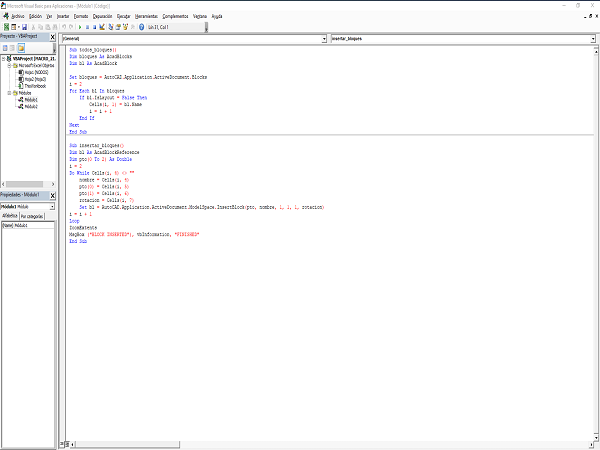 Microsoft Visual Basic para Aplicaciones - [Módulo1 (Código)]
Archivo Edición Ver Insertar Formato Depuración Ejecutar Herramientas Complementos Ventana Ayuda
Lín 31, Col 1
Proyecto - VBAProject
VBAProject (MACRO_21.
Microsoft Excel Objetos
Hoja1 (NODOS)
Hoja2 (Hoja3)
ThisWorkbook
Módulos
Módulo1
Módulo2
Propiedades - Módulo1
Módulo1 Módulo
Alfabética Por categorías
(Name) Módulo1
(General)
insertar_bloques
Sub todos_bloques()
Dim bloques As AcadBlocks
Dim bl As AcadBlock
Set bloques = AutoCAD.Application.ActiveDocument.Blocks
i = 2
For Each bl In bloques
If bl.IsLayout = False Then
Cells(i, 1) = bl.Name
i = i + 1
End If
Next
End Sub
Sub insertar_bloques()
Dim bl As AcadBlockReference
Dim pto(0 To 2) As Double
i = 2
Do While Cells(i, 4) <> ""
nombre = Cells(i, 4)
pto(0) = Cells(i, 5)
pto(1) = Cells(i, 6)
rotacion = Cells(i, 7)
Set bl = AutoCAD.Application.ActiveDocument.ModelSpace.InsertBlock(pto, nombre, 1, 1, 1, rotacion)
i = i + 1
Loop
ZoomExtents
MsgBox ("BLOCK INSERTED"), vbInformation, "FINISHED"
End Sub